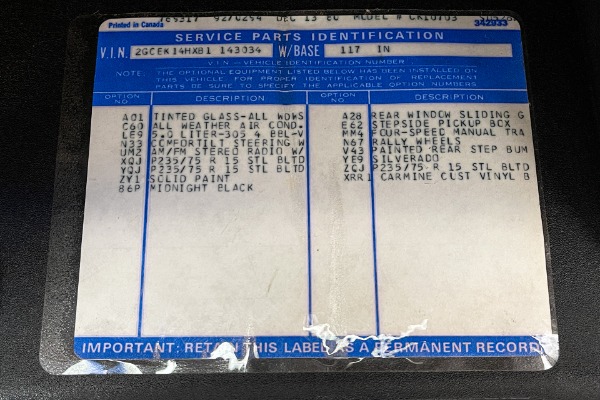 Printed in Canada
769317 9270294 DEC 13 80 MODEL # CK10703
342933
SERVICE PARTS IDENTIFICATION
V.I.N. 2GCEK14HXB1 143034 W/BASE 117 IN
V.I.N. – VEHICLE IDENTIFICATION NUMBER
NOTE: THE OPTIONAL EQUIPMENT LISTED BELOW HAS BEEN INSTALLED ON
THIS VEHICLE. FOR PROPER IDENTIFICATION OF REPLACEMENT
PARTS BE SURE TO SPECIFY THE APPLICABLE OPTION NUMBERS.
OPTION NO. DESCRIPTION OPTION NO. DESCRIPTION
A01 TINTED GLASS-ALL WDWS A28 REAR WINDOW SLIDING G
C60 ALL WEATHER AIR COND. E62 STEPSIDE PICKUP BOX
LE9 5.0 LITER-305 4 BBL-V MM4 FOUR-SPEED MANUAL TRA
N33 COMFORTILT STEERING W N67 RALLY WHEELS
UM2 AM/FM STEREO RADIO W/ V43 PAINTED REAR STEP BUM
XQJ P235/75 R 15 STL BLTD YE9 SILVERADO
YQJ P235/75 R 15 STL BLTD ZQJ P235/75 R 15 STL BLTD
ZY1 SOLID PAINT XRR1 CARMINE CUST VINYL B
86P MIDNIGHT BLACK
IMPORTANT: RETAIN THIS LABEL AS A PERMANENT RECORD